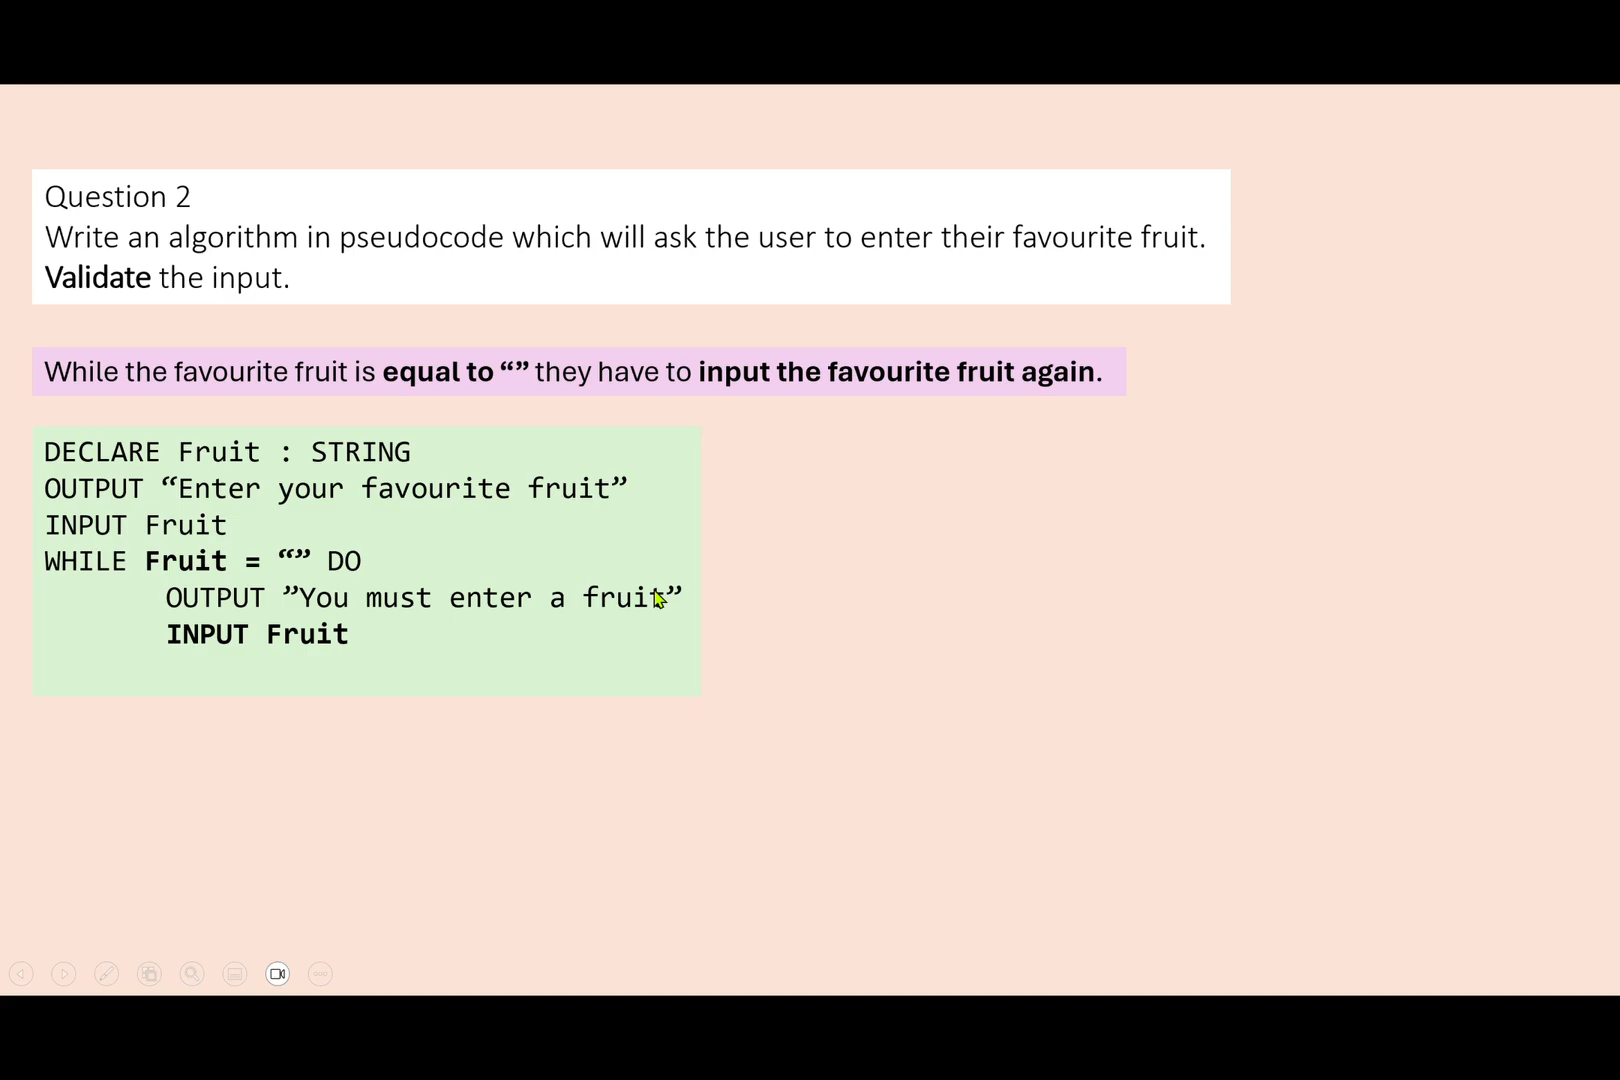 Question 2
Write an algorithm in pseudocode which will ask the user to enter their favourite fruit.
Validate the input.
While the favourite fruit is equal to “” they have to input the favourite fruit again.
DECLARE Fruit : STRING
OUTPUT “Enter your favourite fruit”
INPUT Fruit
WHILE Fruit = “” DO
OUTPUT ”You must enter a fruit”
INPUT Fruit